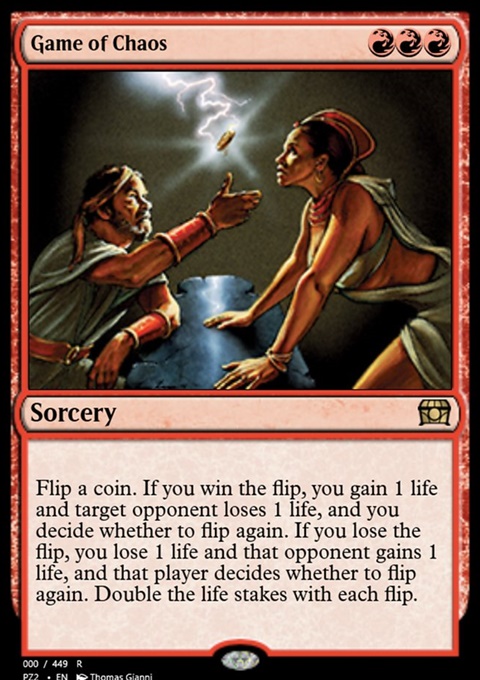 Game of Chaos
Sorcery
Flip a coin. If you win the flip, you gain 1 life
and target opponent loses 1 life, and you
decide whether to flip again. If you lose the
flip, you lose 1 life and that opponent gains 1
life, and that player decides whether to flip
again. Double the life stakes with each flip.
000 / 449 R
PZ2 • EN Thomas Gianni